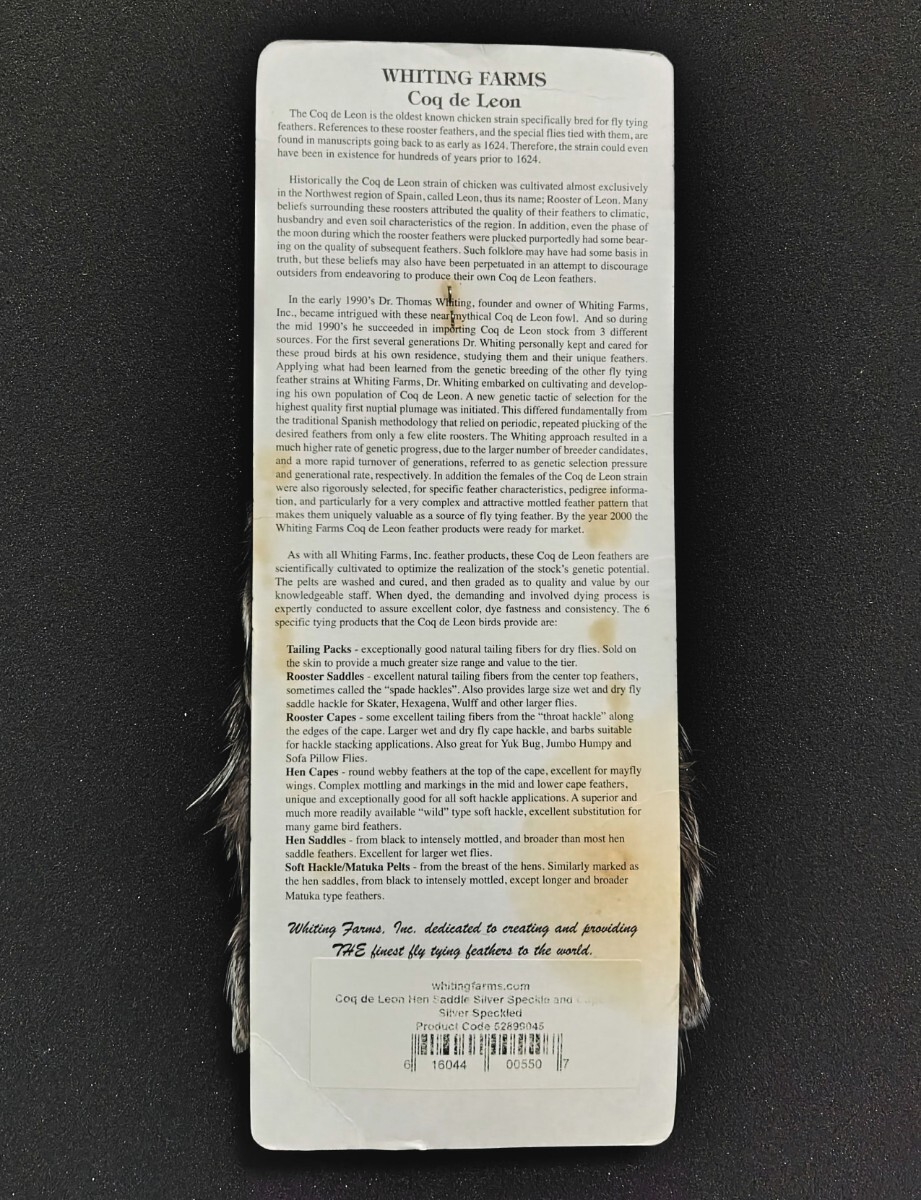 WHITING FARMS
Coq de Leon
The Coq de Leon is the oldest known chicken strain specifically bred for fly tying
feathers. References to these rooster feathers, and the special flies tied with them, are
found in manuscripts going back to as early as 1624. Therefore, the strain could even
have been in existence for hundreds of years prior to 1624.
Historically the Coq de Leon strain of chicken was cultivated almost exclusively
in the Northwest region of Spain, called Leon, thus its name; Rooster of Leon. Many
beliefs surrounding these roosters attributed the quality of their feathers to climatic,
husbandry and even soil characteristics of the region. In addition, even the phase of
the moon during which the rooster feathers were plucked purportedly had some bear-
ing on the quality of subsequent feathers. Such folklore may have had some basis in
truth, but these beliefs may also have been perpetuated in an attempt to discourage
outsiders from endeavoring to produce their own Coq de Leon feathers.
In the early 1990's Dr. Thomas Whiting, founder and owner of Whiting Farms,
Inc., became intrigued with these near mythical Coq de Leon fowl. And so during
the mid 1990's he succeeded in importing Coq de Leon stock from 3 different
sources. For the first several generations Dr. Whiting personally kept and cared for
these proud birds at his own residence, studying them and their unique feathers.
Applying what had been learned from the genetic breeding of the other fly tying
feather strains at Whiting Farms, Dr. Whiting embarked on cultivating and develop-
ing his own population of Coq de Leon. A new genetic tactic of selection for the
highest quality first nuptial plumage was initiated. This differed fundamentally from
the traditional Spanish methodology that relied on periodic, repeated plucking of the
desired feathers from only a few elite roosters. The Whiting approach resulted in a
much higher rate of genetic progress, due to the larger number of breeder candidates,
and a more rapid turnover of generations, referred to as genetic selection pressure
and generational rate, respectively. In addition the females of the Coq de Leon strain
were also rigorously selected, for specific feather characteristics, pedigree informa-
tion, and particularly for a very complex and attractive mottled feather pattern that
makes them uniquely valuable as a source of fly tying feather. By the year 2000 the
Whiting Farms Coq de Leon feather products were ready for market.
As with all Whiting Farms, Inc. feather products, these Coq de Leon feathers are
scientifically cultivated to optimize the realization of the stock's genetic potential.
The pelts are washed and cured, and then graded as to quality and value by our
knowledgeable staff. When dyed, the demanding and involved dying process is
expertly conducted to assure excellent color, dye fastness and consistency. The 6
specific tying products that the Coq de Leon birds provide are:
Tailing Packs - exceptionally good natural tailing fibers for dry flies. Sold on
the skin to provide a much greater size range and value to the tier.
Rooster Saddles - excellent natural tailing fibers from the center top feathers,
sometimes called the "spade hackles". Also provides large size wet and dry fly
saddle hackle for Skater, Hexagena, Wulff and other larger flies.
Rooster Capes - some excellent tailing fibers from the "throat hackle" along
the edges of the cape. Larger wet and dry fly cape hackle, and barbs suitable
for hackle stacking applications. Also great for Yuk Bug, Jumbo Humpy and
Sofa Pillow Flies.
Hen Capes - round webby feathers at the top of the cape, excellent for mayfly
wings. Complex mottling and markings in the mid and lower cape feathers,
unique and exceptionally good for all soft hackle applications. A superior and
much more readily available "wild" type soft hackle, excellent substitution for
many game bird feathers.
Hen Saddles - from black to intensely mottled, and broader than most hen
saddle feathers. Excellent for larger wet flies.
Soft Hackle/Matuka Pelts - from the breast of the hens. Similarly marked as
the hen saddles, from black to intensely mottled, except longer and broader
Matuka type feathers.
Whiting Farms, Inc. dedicated to creating and providing
THE finest fly tying feathers to the world.
whitingfarms.com
Coq de Leon Hen Saddle Silver Speckle and
Silver Speckled
Product Code 52899045
6 16044 00550 7